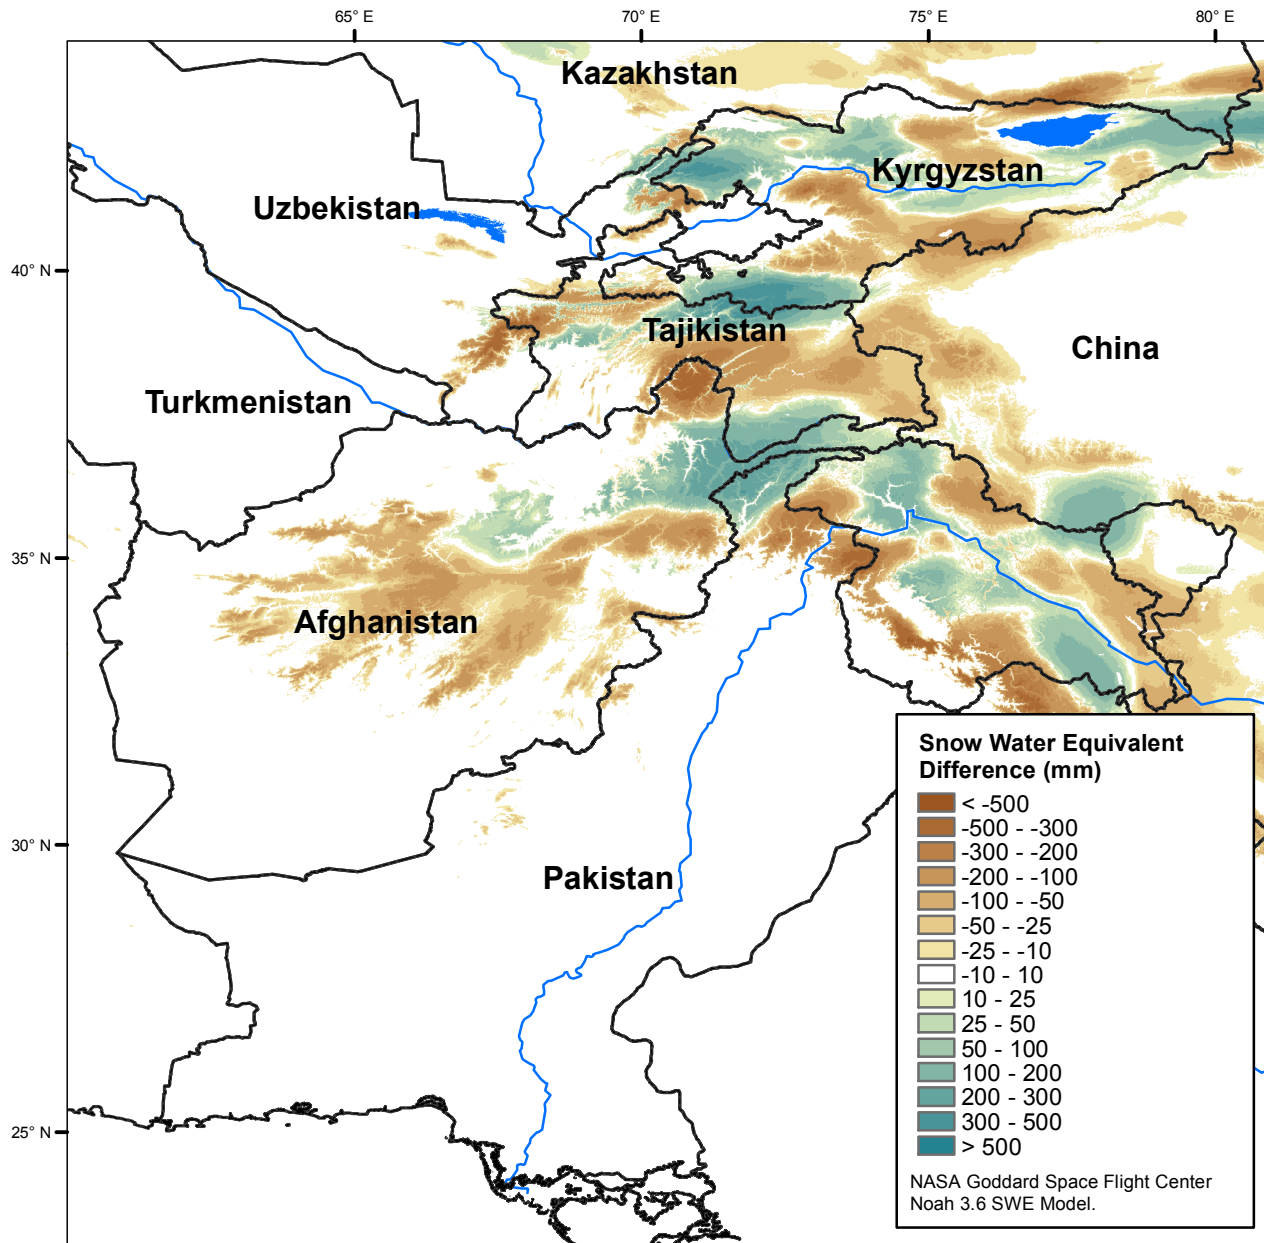 65° E
70° E
75° E
80° E
Kazakhstan
Kyrgyzstan
Uzbekistan
40° N
Tajikistan
China
Turkmenistan
35° N
Afghanistan
30° N
Pakistan
25° N
Snow Water Equivalent
Difference (mm)
< -500
-500 - -300
-300 - -200
-200 - -100
-100 - -50
-50 - -25
-25 - -10
-10 - 10
10 - 25
25 - 50
50 - 100
100 - 200
200 - 300
300 - 500
> 500
NASA Goddard Space Flight Center
Noah 3.6 SWE Model.